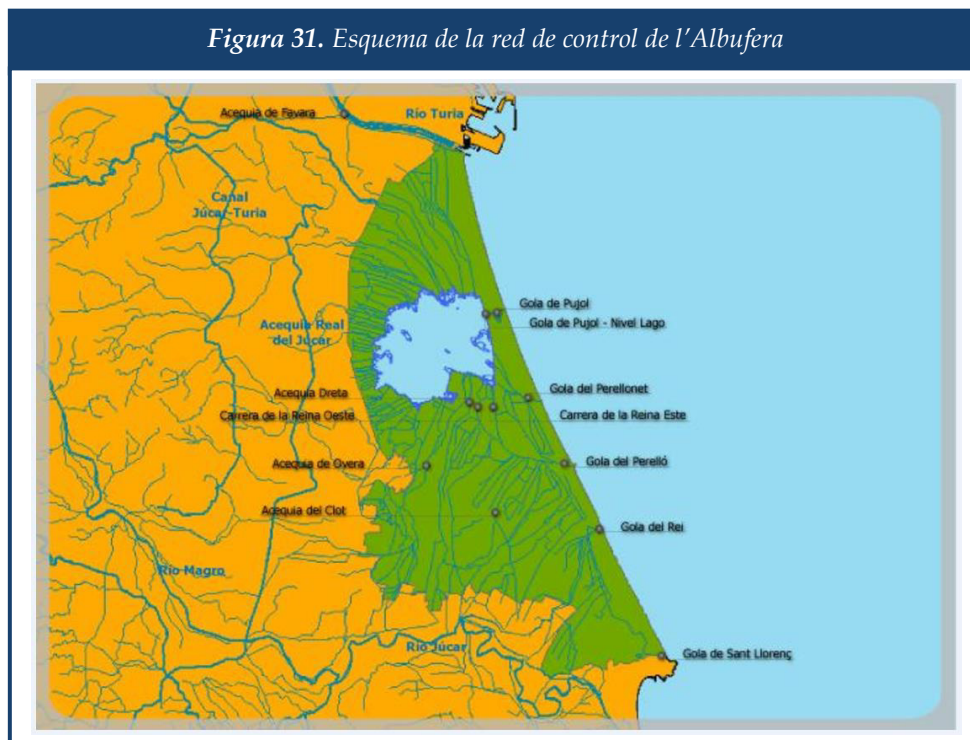 Figura 31. Esquema de la red de control de l'Albufera
Acequia de Favara
Río Turia
Canal
Júcar-Turia
Gola de Pujol
Gola de Pujol - Nivel Lago
Acequia Real
del Júcar
Acequia Dreta
Gola del Perellonet
Carrera de la Reina Oeste
Carrera de la Reina Este
Acequia de Overa
Gola del Perelló
Acequia del Clot
Gola del Rei
Río Magro
Río Júcar
Gola de Sant Llorenç